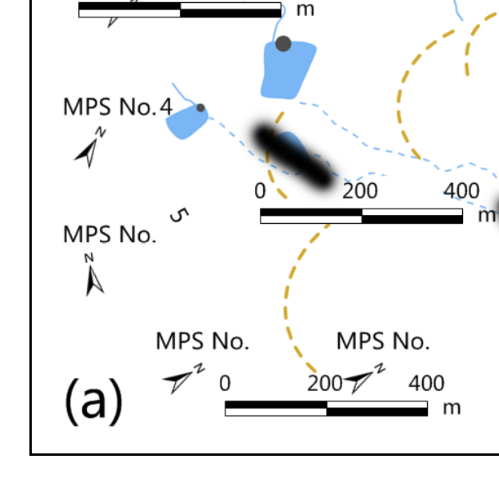 m
MPS No. 4
N
0 200 400
m
5
MPS No.
N
MPS No. MPS No.
N N
0 200 400
m
(a)